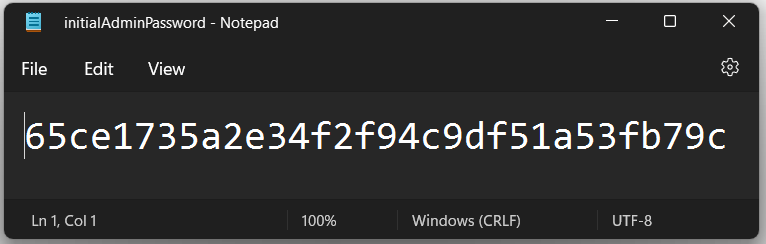 initialAdminPassword - Notepad
File Edit View
65ce1735a2e34f2f94c9df51a53fb79c
Ln 1, Col 1 100% Windows (CRLF) UTF-8